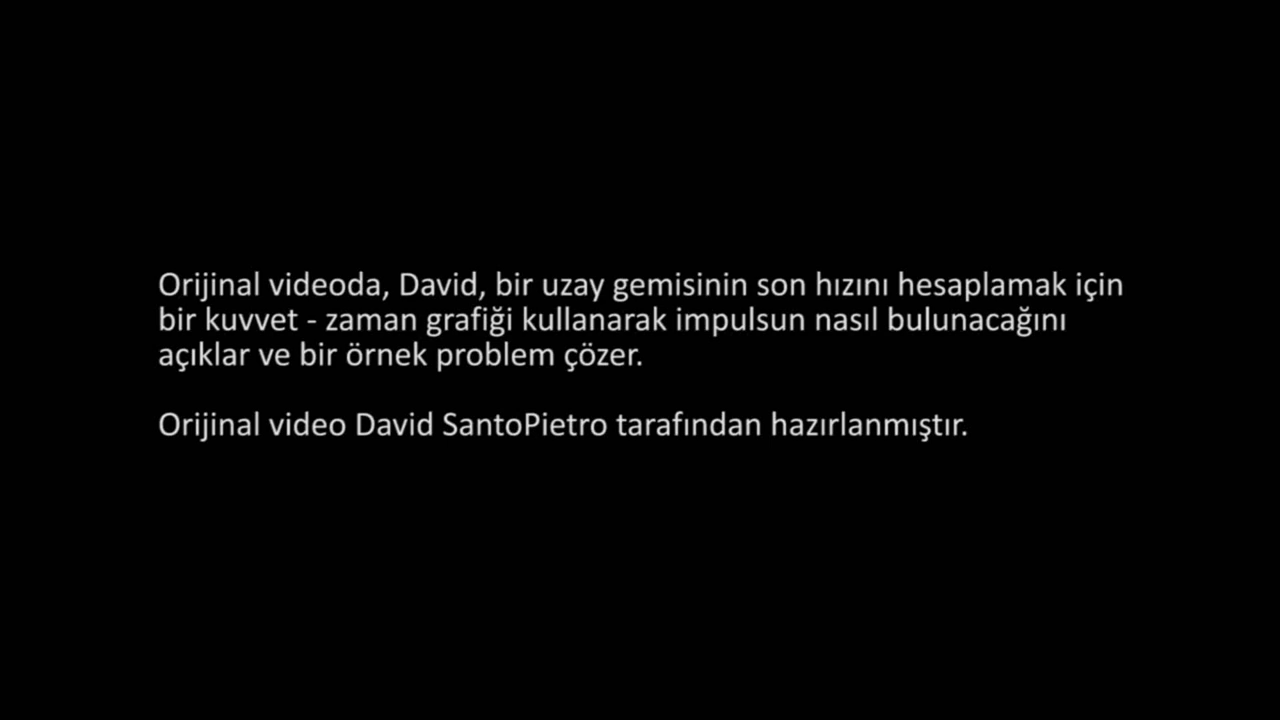 Orijinal videoda, David, bir uzay gemisinin son hızını hesaplamak için
bir kuvvet - zaman grafiği kullanarak impulsun nasıl bulunacağını
açıklar ve bir örnek problem çözer.
Orijinal video David SantoPietro tarafından hazırlanmıştır.